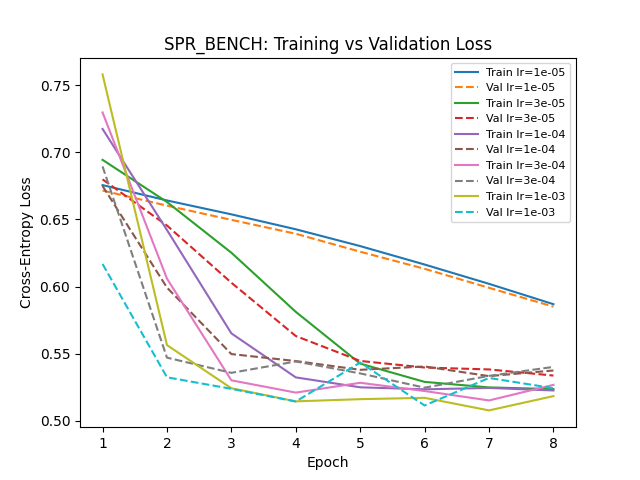 SPR_BENCH: Training vs Validation Loss
Cross-Entropy Loss
0.75
0.70
0.65
0.60
0.55
0.50
Train lr=1e-05
Val lr=1e-05
Train lr=3e-05
Val lr=3e-05
Train lr=1e-04
Val lr=1e-04
Train lr=3e-04
Val lr=3e-04
Train lr=1e-03
Val lr=1e-03
1 2 3 4 5 6 7 8
Epoch